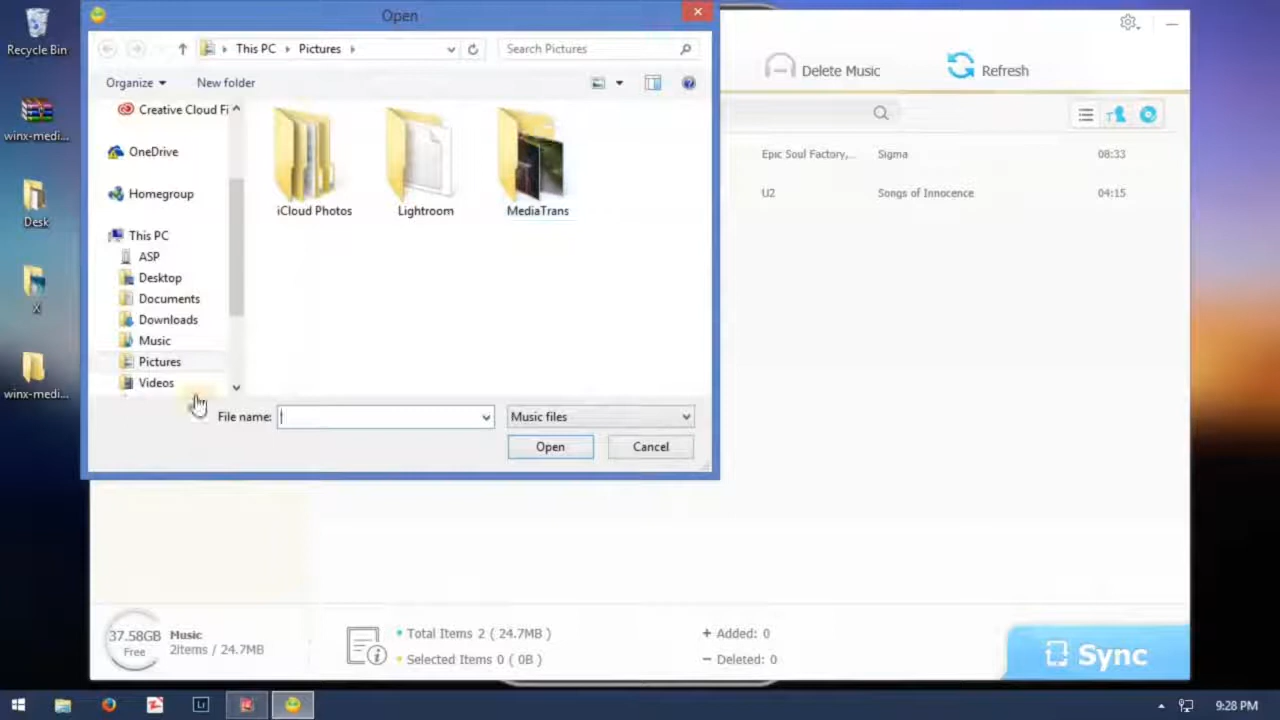 Recycle Bin
winx-medi...
Desk
X
winx-medi...
Open
This PC
Pictures
Search Pictures
Organize
New folder
Creative Cloud Fi
OneDrive
Homegroup
This PC
ASP
Desktop
Documents
Downloads
Music
Pictures
Videos
iCloud Photos
Lightroom
MediaTrans
File name:
Music files
Open
Cancel
Delete Music
Refresh
Epic Soul Factory,... Sigma 08:33
U2 Songs of Innocence 04:15
37.58GB
Free
Music
2Items / 24.7MB
Total Items 2 ( 24.7MB )
Selected Items 0 ( 0B )
+ Added: 0
− Deleted: 0
Sync
Lr
9:28 PM